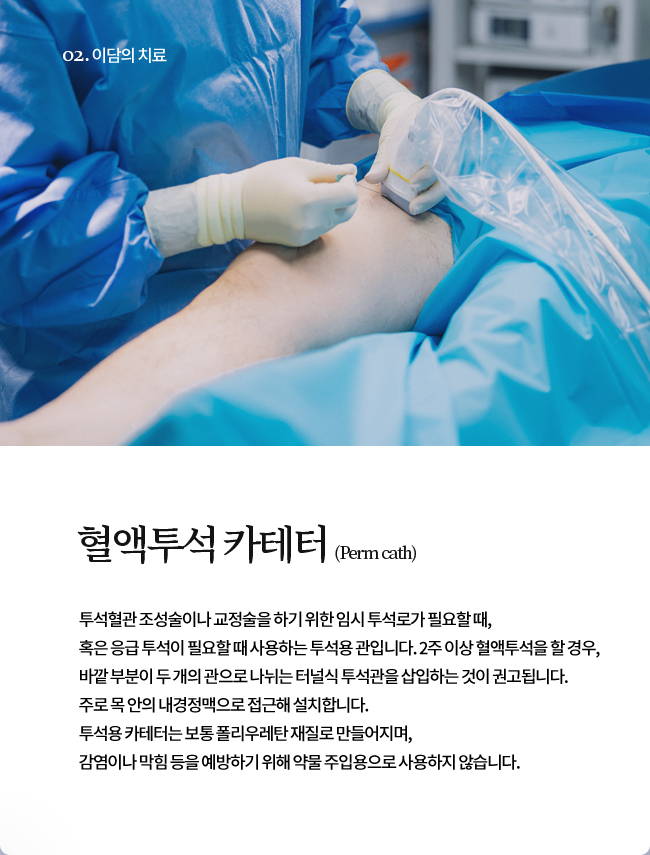 02. 이담의 치료
혈액투석 카테터 (Perm cath)
투석혈관 조성술이나 교정술을 하기 위한 임시 투석로가 필요할 때,
혹은 응급 투석이 필요할 때 사용하는 투석용 관입니다. 2주 이상 혈액투석을 할 경우,
바깥 부분이 두 개의 관으로 나뉘는 터널식 투석관을 삽입하는 것이 권고됩니다.
주로 목 안의 내경정맥으로 접근해 설치합니다.
투석용 카테터는 보통 폴리우레탄 재질로 만들어지며,
감염이나 막힘 등을 예방하기 위해 약물 주입용으로 사용하지 않습니다.